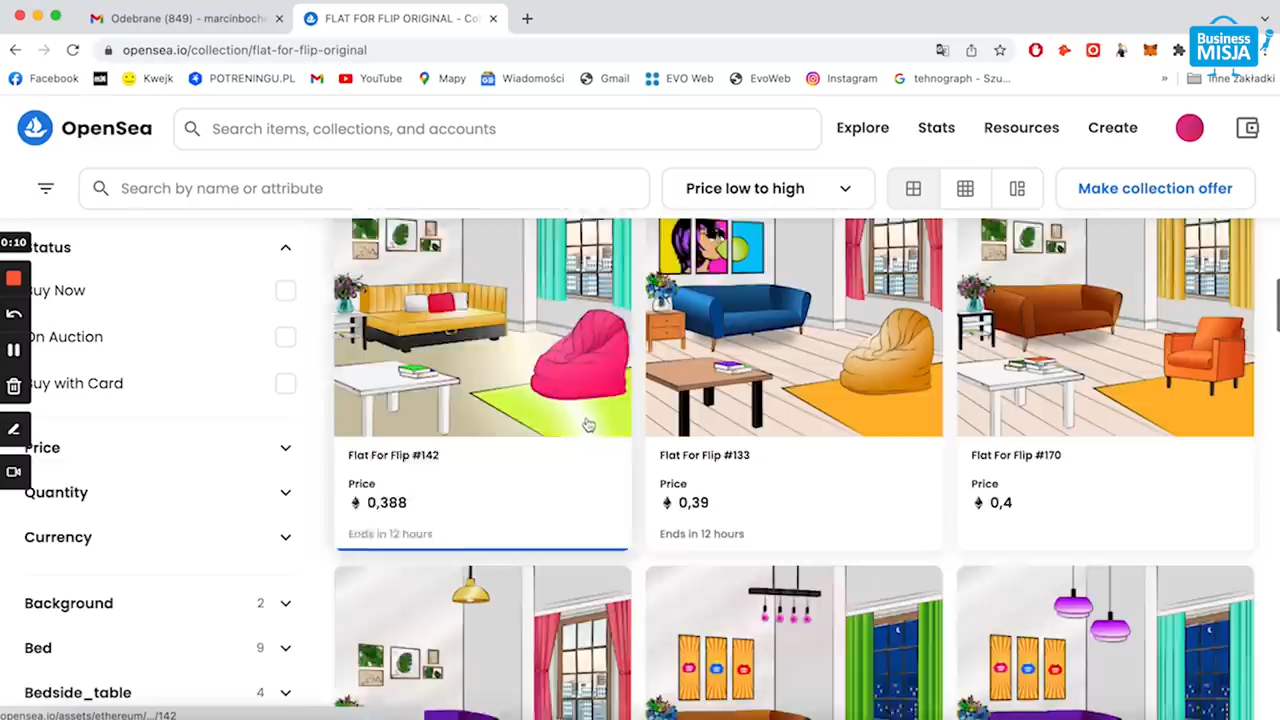 Odebrane (849) - marcinboch
FLAT FOR FLIP ORIGINAL - Co
opensea.io/collection/flat-for-flip-original
Business
MISJA
Facebook
Kwejk
POTRENINGU.PL
YouTube
Mapy
Wiadomości
Gmail
EVO Web
EvoWeb
Instagram
tehnograph - Szu...
»
Inne zakładki
OpenSea
Search items, collections, and accounts
Explore
Stats
Resources
Create
Search by name or attribute
Price low to high
Make collection offer
0:10
Status
Buy Now
On Auction
Buy with Card
Price
Quantity
Currency
Background 2
Bed 9
Bedside_table 4
Flat For Flip #142
Price
0,388
Ends in 12 hours
Flat For Flip #133
Price
0,39
Ends in 12 hours
Flat For Flip #170
Price
0,4
opensea.io/assets/ethereum/.../142